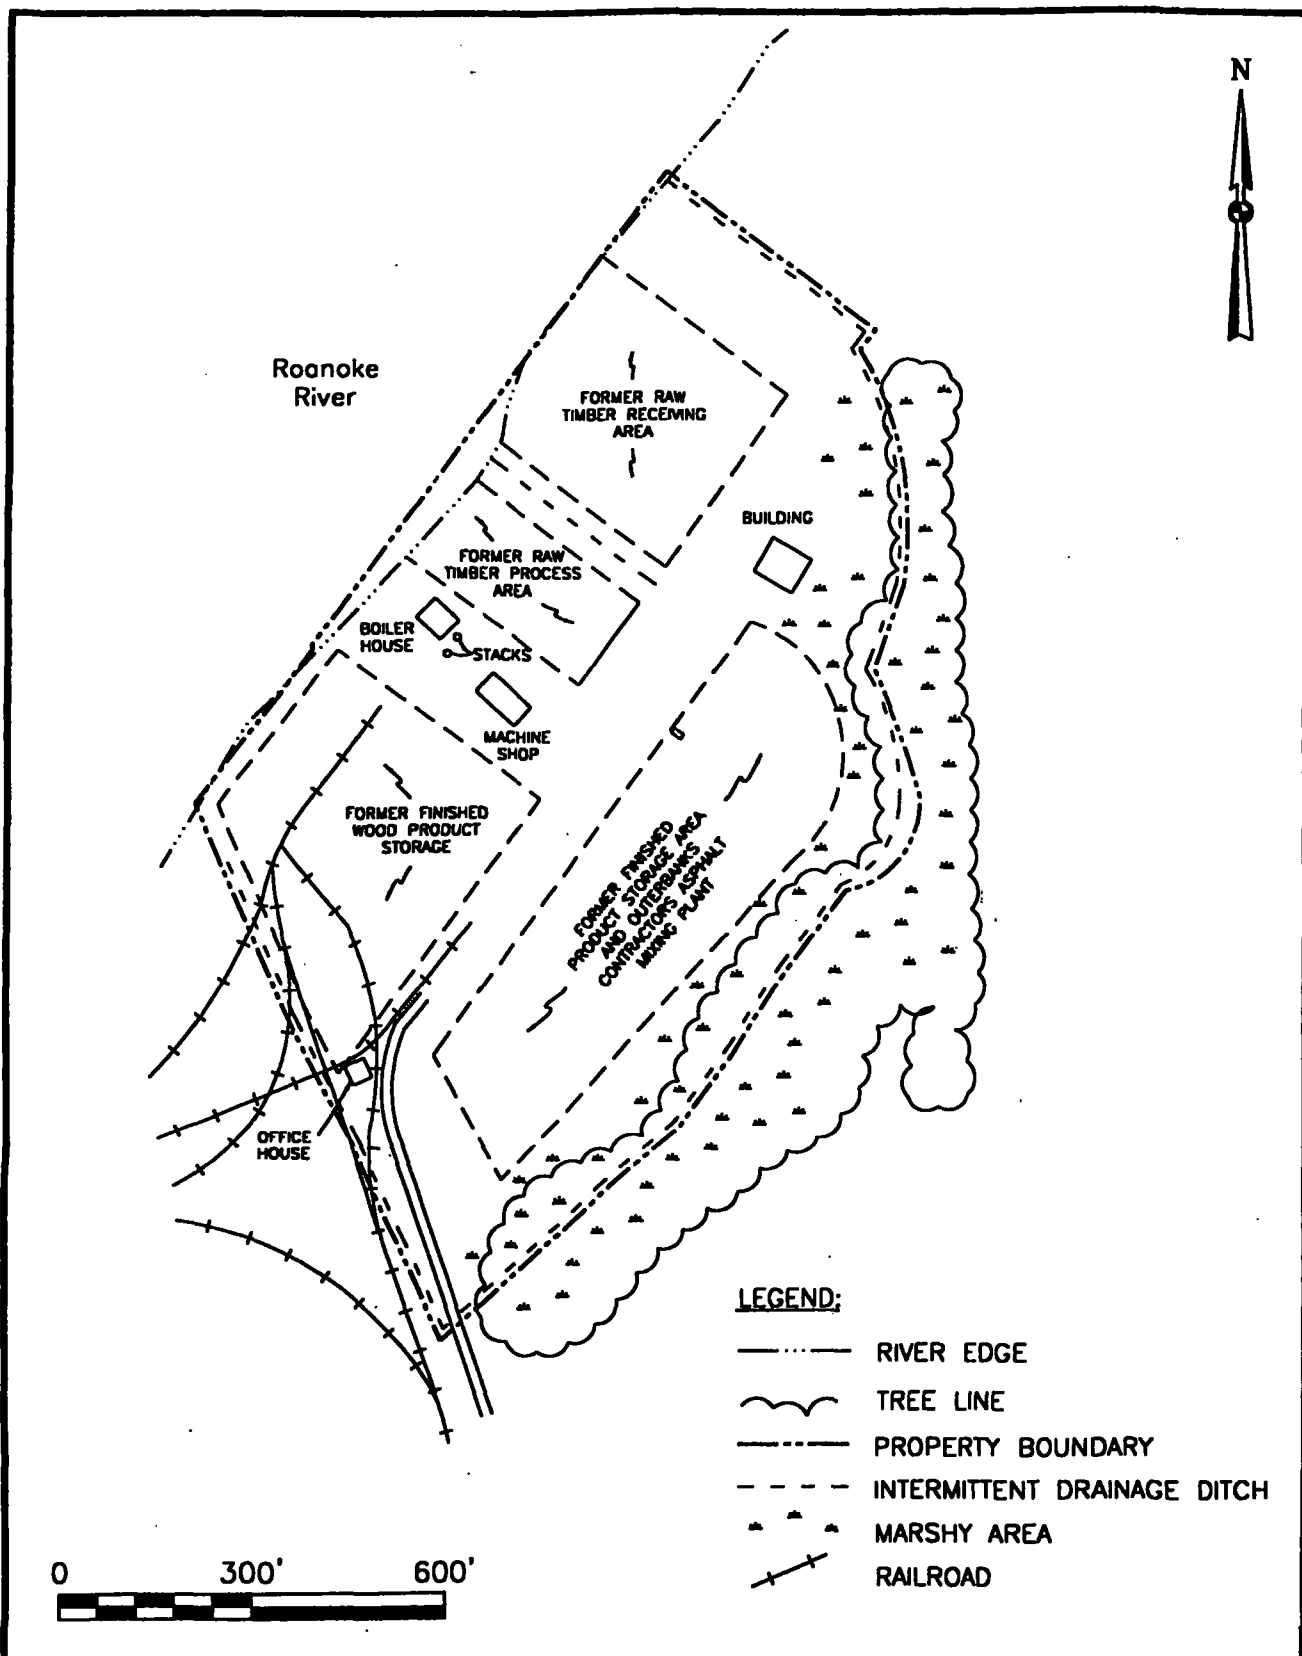 N
Roanoke
River
FORMER RAW
TIMBER RECEIVING
AREA
BUILDING
FORMER RAW
TIMBER PROCESS
AREA
BOILER
HOUSE
STACKS
MACHINE
SHOP
FORMER FINISHED
WOOD PRODUCT
STORAGE
FORMER FINISHED
PRODUCT STORAGE AREA
AND OUTERBANKS
CONTRACTORS ASPHALT
MIXING PLANT
OFFICE
HOUSE
LEGEND:
RIVER EDGE
TREE LINE
PROPERTY BOUNDARY
INTERMITTENT DRAINAGE DITCH
MARSHY AREA
RAILROAD
0 300' 600'